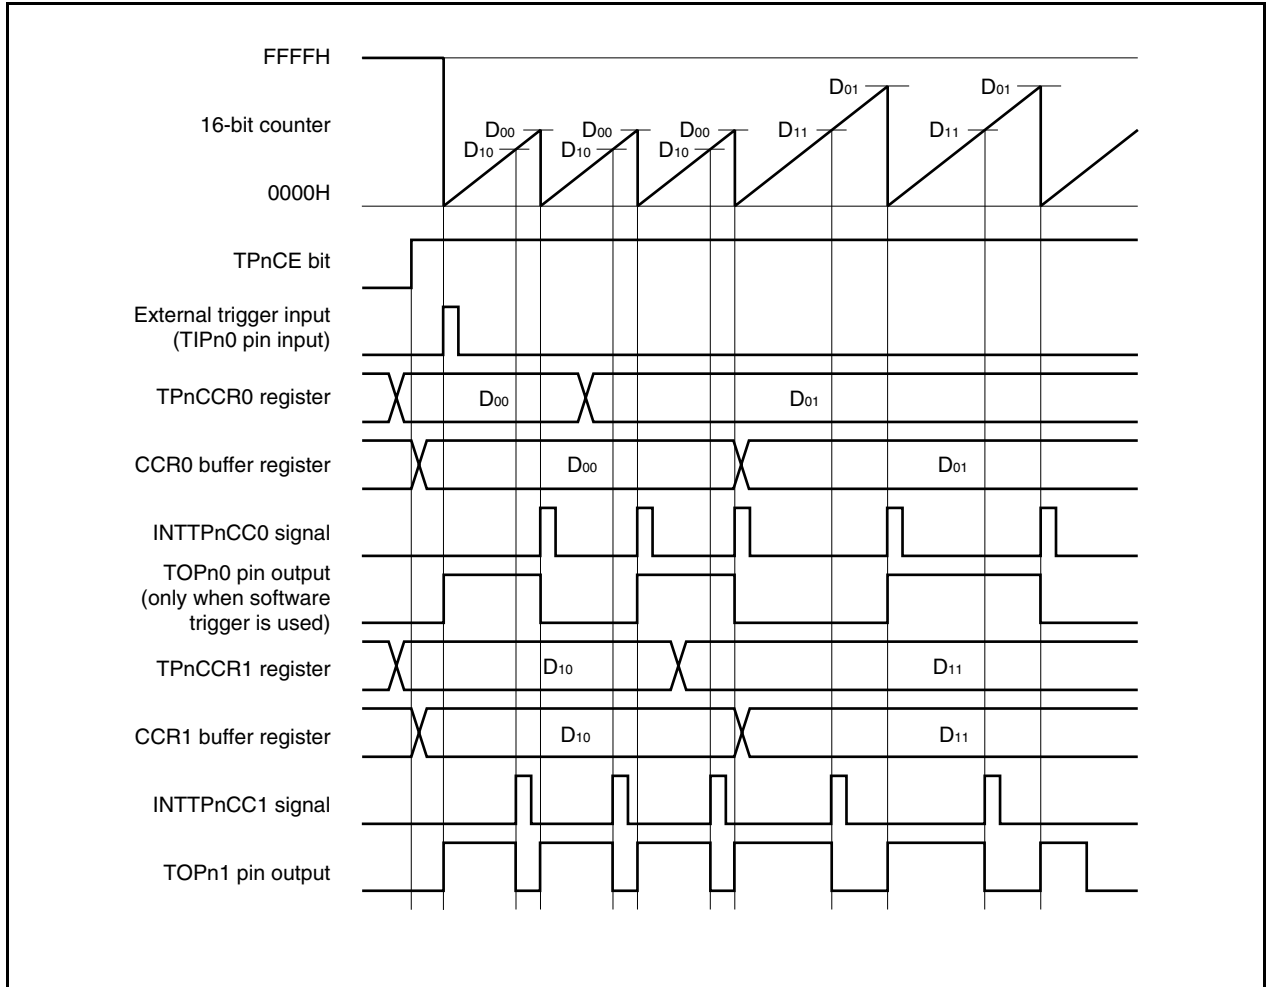 FFFFH
D01 D01
16-bit counter D00 D00 D00 D11 D11
D10 D10 D10
0000H
TPnCE bit
External trigger input
(TIPn0 pin input)
TPnCCR0 register D00 D01
CCR0 buffer register D00 D01
INTTPnCC0 signal
TOPn0 pin output
(only when software
trigger is used)
TPnCCR1 register D10 D11
CCR1 buffer register D10 D11
INTTPnCC1 signal
TOPn1 pin output